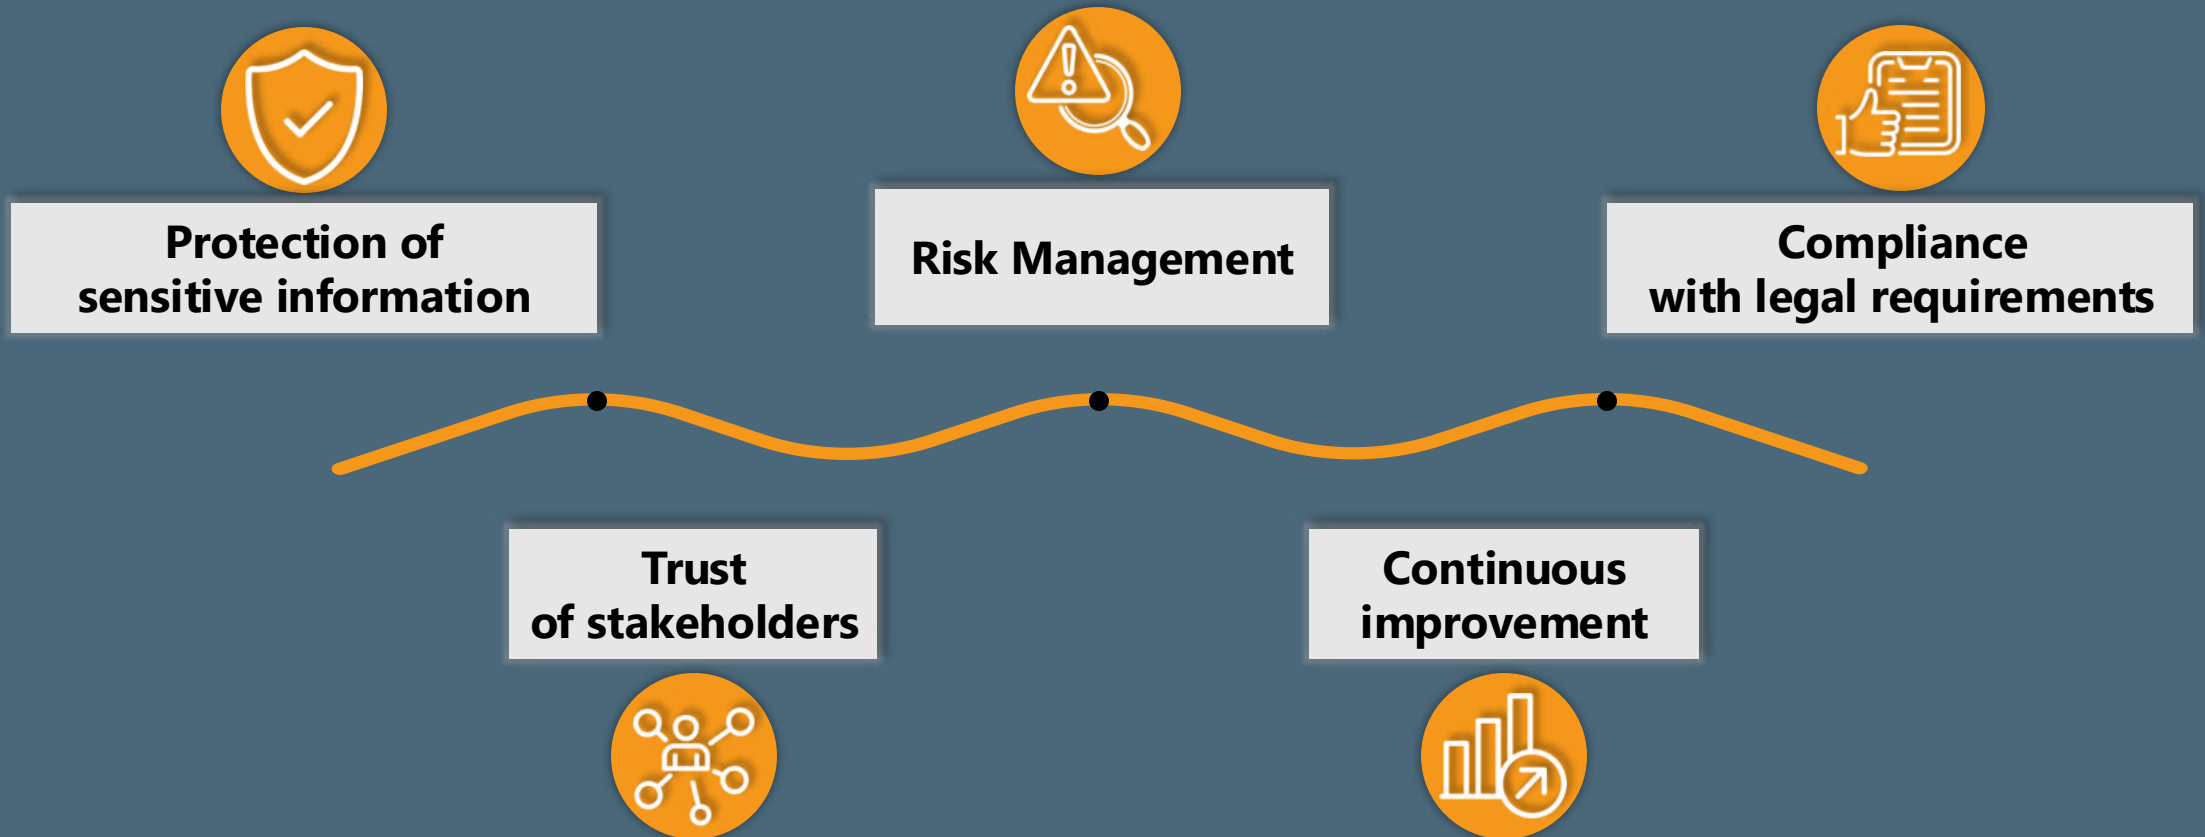 Protection of
sensitive information
Risk Management
Compliance
with legal requirements
Trust
of stakeholders
Continuous
improvement